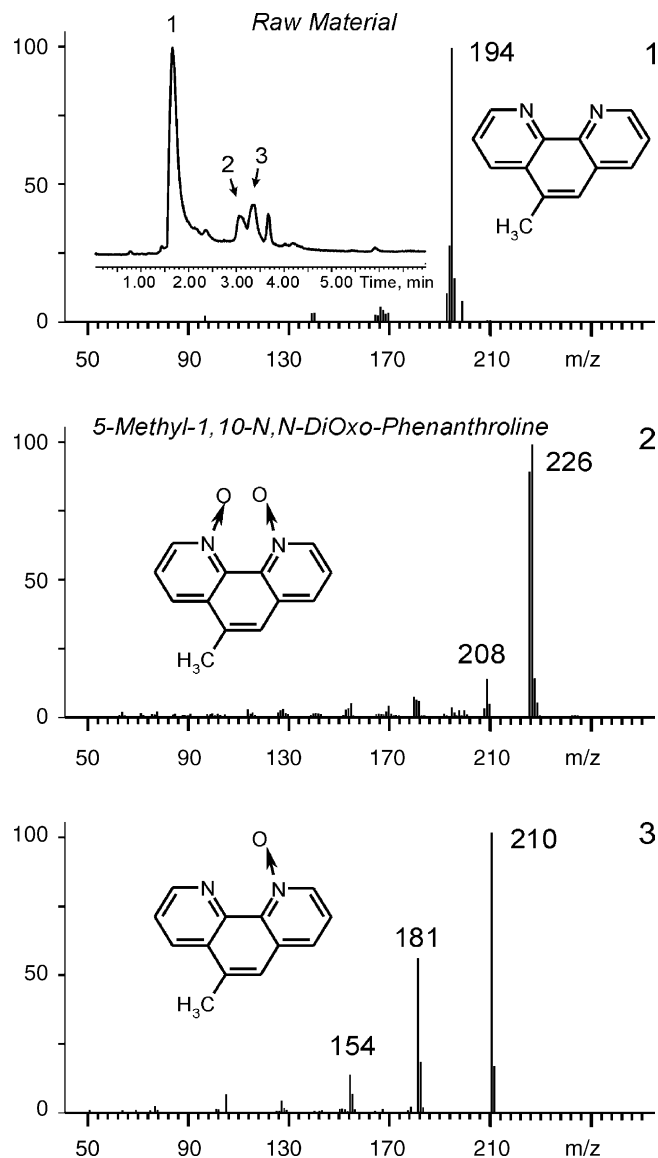 1
Raw Material
100
50
0
194
1
N
N
H₃C
2
3
1.00
2.00
3.00
4.00
5.00
Time, min
50
90
130
170
210
m/z
5-Methyl-1,10-N,N-DiOxo-Phenanthroline
100
50
0
2
226
208
O
O
N
N
H₃C
50
90
130
170
210
m/z
100
50
0
3
210
181
154
O
N
N
H₃C
50
90
130
170
210
m/z